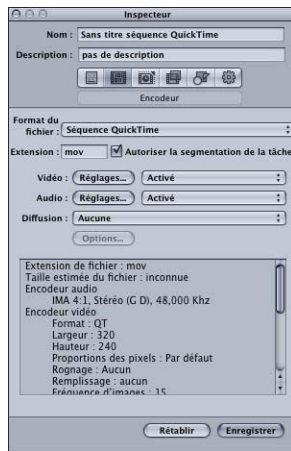 Inspecteur
Nom : Sans titre séquence QuickTime
Description : pas de description
Encodeur
Format du
fichier : Séquence QuickTime
Extension : mov Autoriser la segmentation de la tâche
Vidéo : Réglages... Activé
Audio : Réglages... Activé
Diffusion : Aucune
Options...
Extension de fichier : mov
Taille estimée du fichier : inconnue
Encodeur audio
IMA 4:1, Stéréo (G D), 48,000 Khz
Encodeur vidéo
Format : QT
Largeur : 320
Hauteur : 240
Proportions des pixels : Par défaut
Rognage : Aucun
Remplissage : aucun
Fréquence d'images : 15
Rétablir Enregistrer